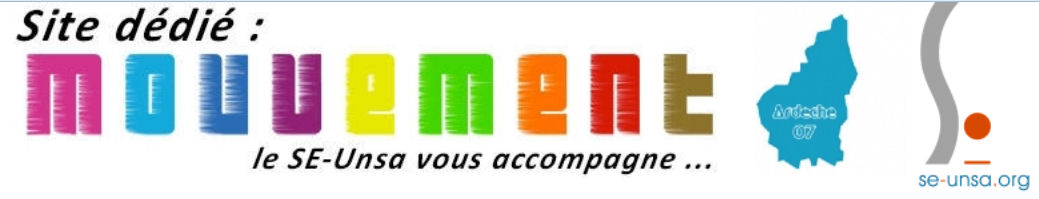 Site dédié :
mouvement
le SE-Unsa vous accompagne ...
Ardeche
07
se-unsa.org